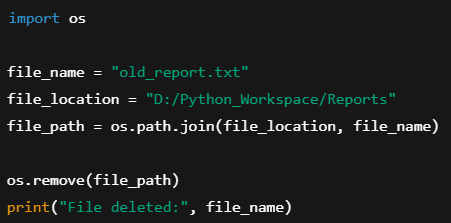 import os
file_name = "old_report.txt"
file_location = "D:/Python_Workspace/Reports"
file_path = os.path.join(file_location, file_name)
os.remove(file_path)
print("File deleted:", file_name)